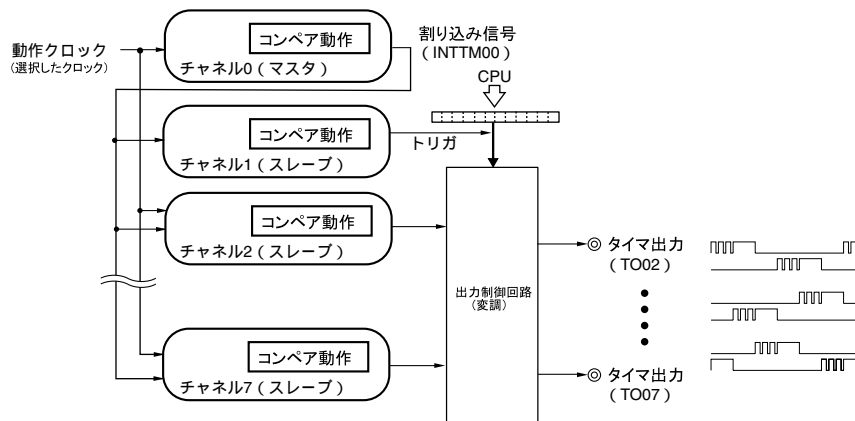 動作クロック
(選択したクロック)
コンペア動作
チャネル0（マスタ）
割り込み信号
（INTTM00）
CPU
コンペア動作
チャネル1（スレーブ）
トリガ
コンペア動作
チャネル2（スレーブ）
コンペア動作
チャネル7（スレーブ）
出力制御回路
(変調)
タイマ出力
（TO02）
タイマ出力
（TO07）